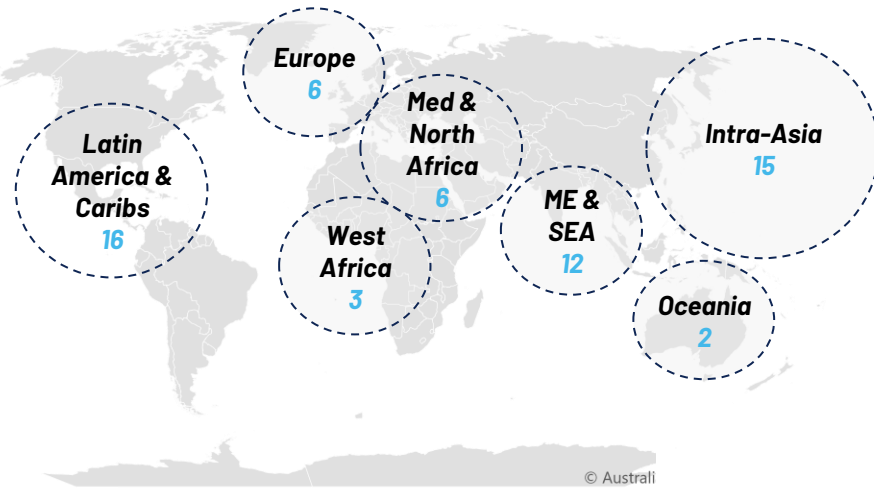 Europe
6
Med &
North
Africa
6
Latin
America &
Caribs
16
Intra-Asia
15
ME &
SEA
12
West
Africa
3
Oceania
2
© Australi